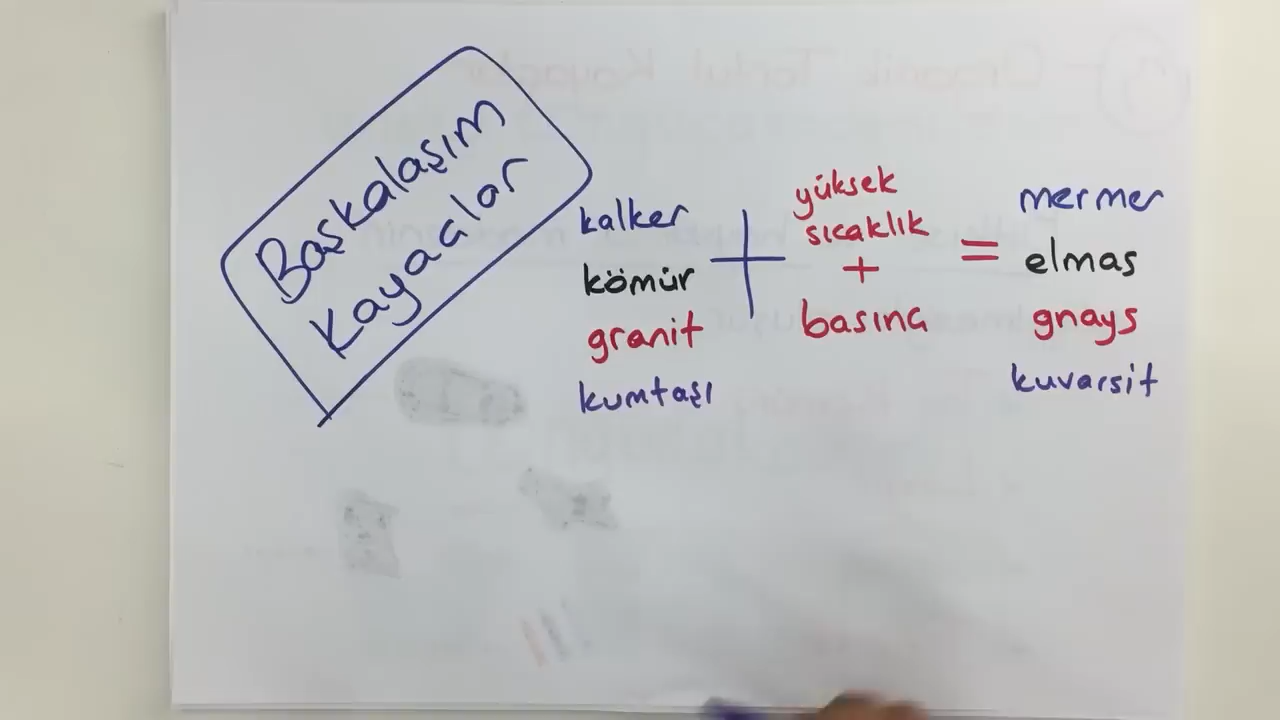 Başkalaşım
Kayaçlar
kalker
kömür
granit
kumtaşı
+
yüksek
sıcaklık
+
basınç
=
mermer
elmas
gnays
kuvarsit